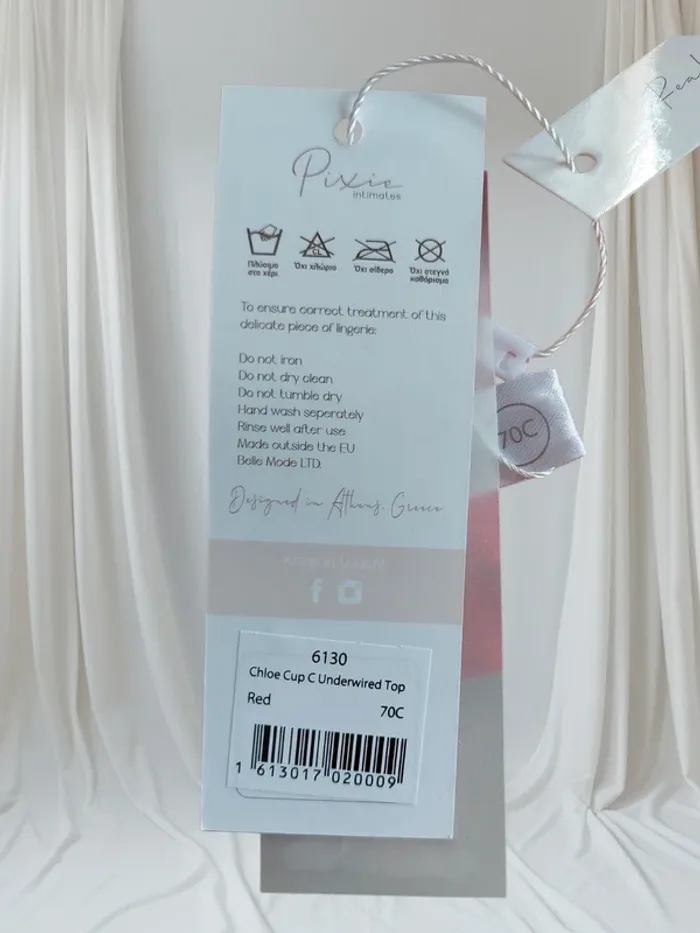 Pixie
intimates
Πλύσιμο
στο χέρι
Όχι χλώριο
Όχι σίδερο
Όχι στεγνό
καθάρισμα
CL
To ensure correct treatment of this
delicate piece of lingerie:
Do not iron
Do not dry clean
Do not tumble dry
Hand wash seperately
Rinse well after use
Made outside the EU
Belle Mode LTD.
Designed in Athens, Greece
70C
6130
Chloe Cup C Underwired Top
Red
70C
1 613017 020009